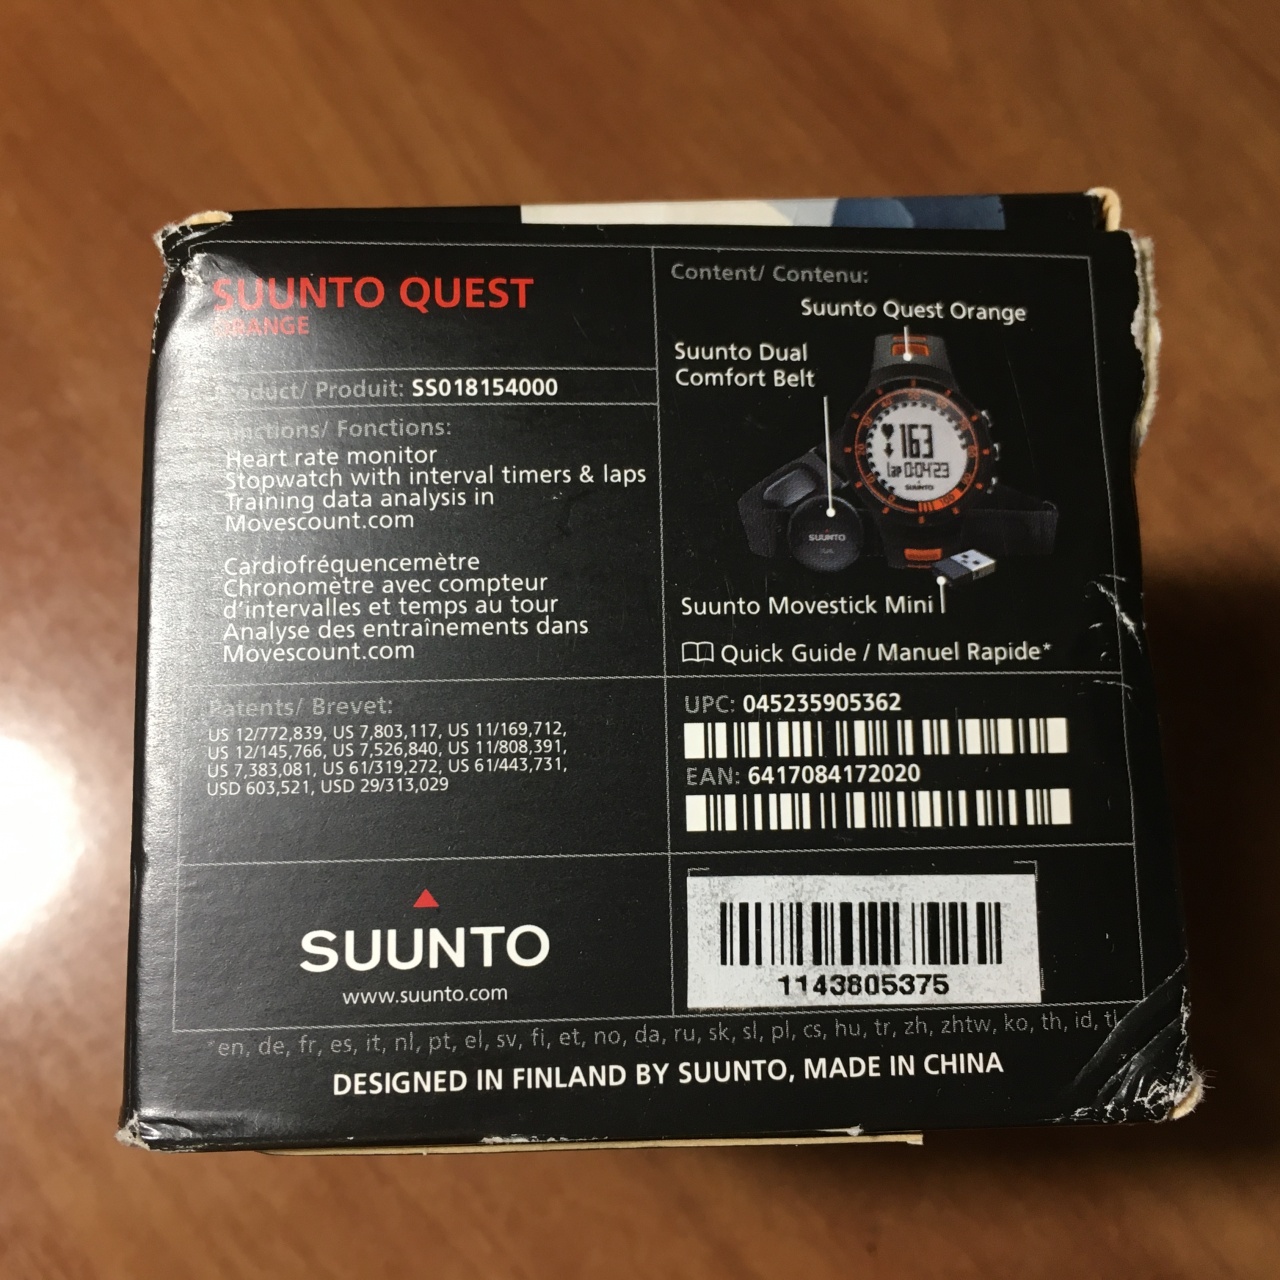 SUUNTO QUEST
ORANGE
Product/ Produit: SS018154000
Functions/ Fonctions:
Heart rate monitor
Stopwatch with interval timers & laps
Training data analysis in
Movescount.com
Cardiofréquencemètre
Chronomètre avec compteur
d'intervalles et temps au tour
Analyse des entraînements dans
Movescount.com
Patents/ Brevet:
US 12/772,839, US 7,803,117, US 11/169,712,
US 12/145,766, US 7,526,840, US 11/808,391,
US 7,383,081, US 61/319,272, US 61/443,731,
USD 603,521, USD 29/313,029
SUUNTO
www.suunto.com
Content/ Contenu:
Suunto Quest Orange
Suunto Dual
Comfort Belt
163
lap 0:04'23
SUUNTO
SUUNTO
Suunto Movestick Mini
Quick Guide / Manuel Rapide*
UPC: 045235905362
EAN: 6417084172020
1143805375
*en, de, fr, es, it, nl, pt, el, sv, fi, et, no, da, ru, sk, sl, pl, cs, hu, tr, zh, zhtw, ko, th, id, tl
DESIGNED IN FINLAND BY SUUNTO, MADE IN CHINA